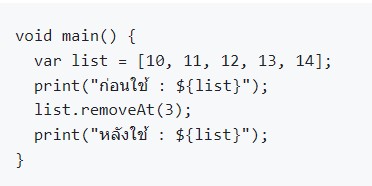 void main() {
  var list = [10, 11, 12, 13, 14];
  print("ก่อนใช้ : ${list}");
  list.removeAt(3);
  print("หลังใช้ : ${list}");
}